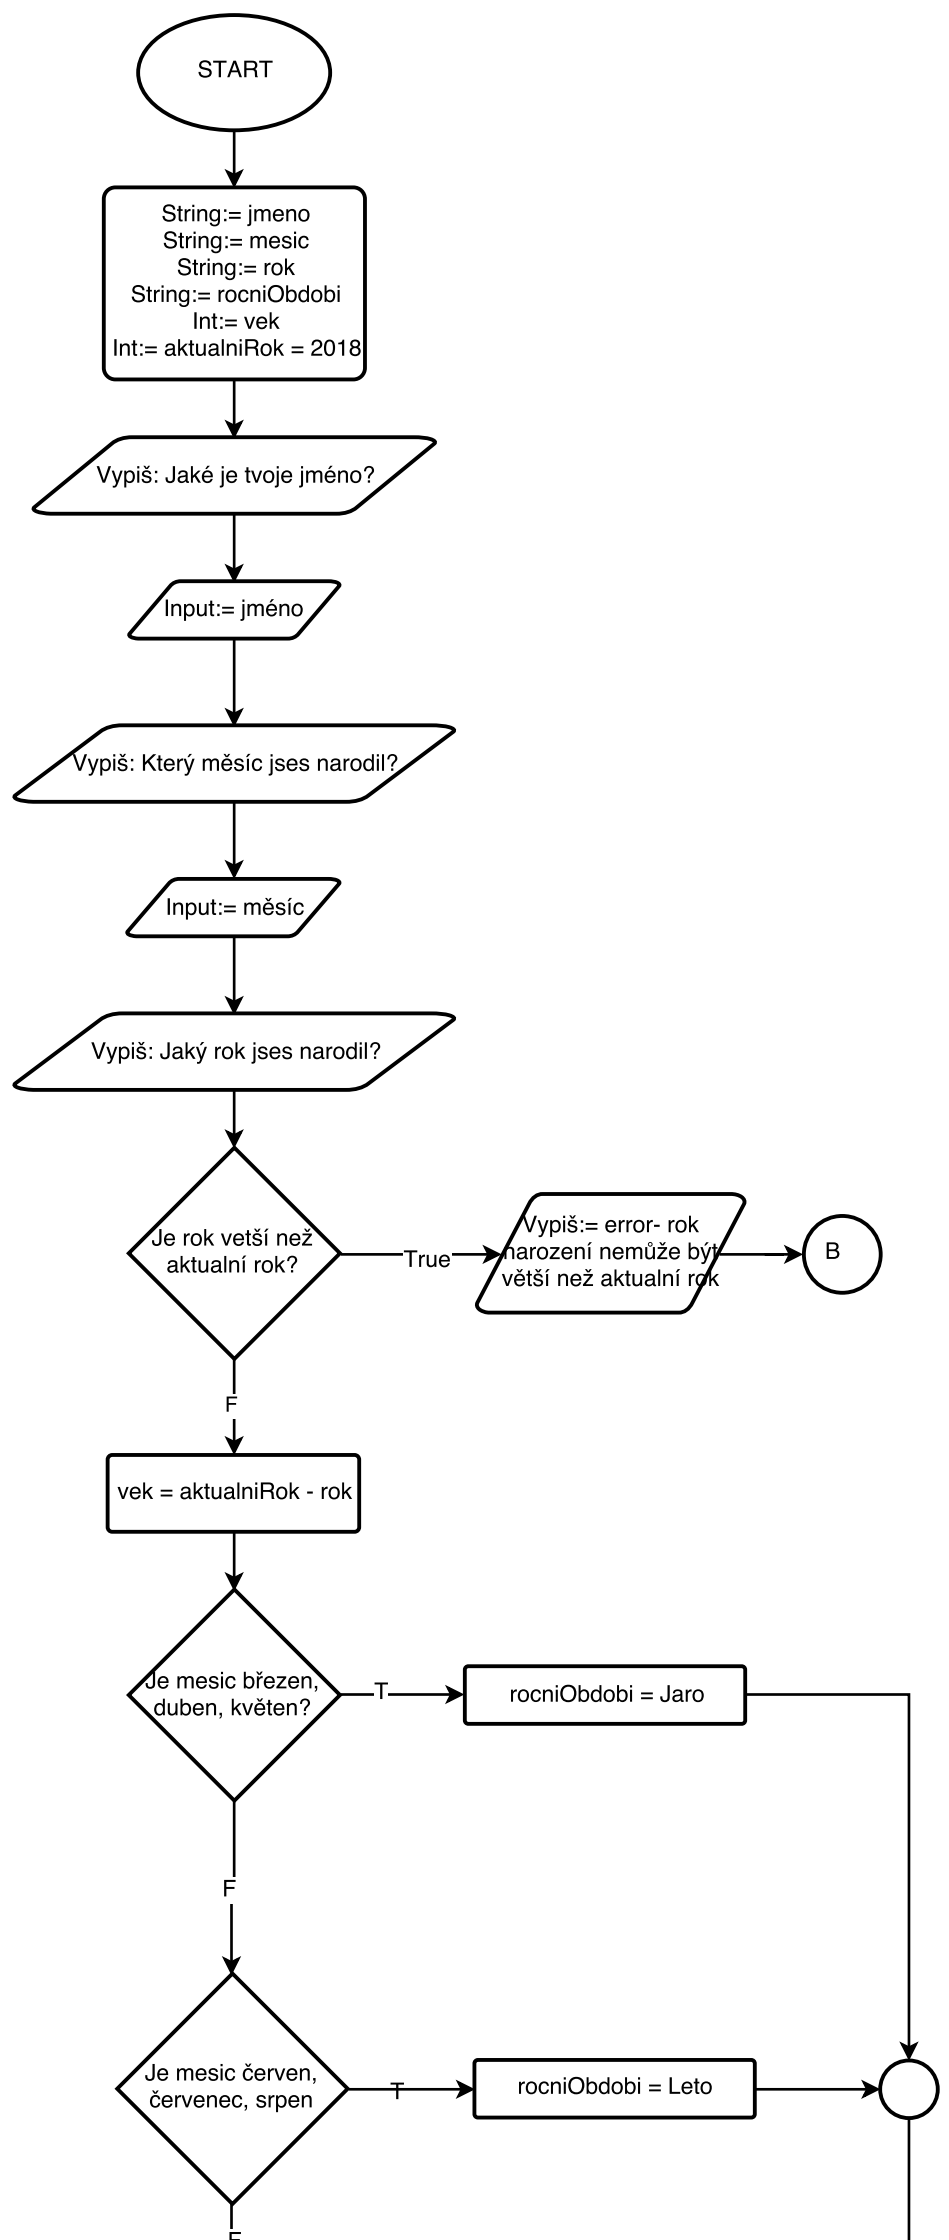 START
String:= jmeno
String:= mesic
String:= rok
String:= rocniObdobi
Int:= vek
Int:= aktualniRok = 2018
Vypiš: Jaké je tvoje jméno?
Input:= jméno
Vypiš: Který měsíc jses narodil?
Input:= měsíc
Vypiš: Jaký rok jses narodil?
Je rok vetší než
aktualní rok?
True
Vypiš:= error- rok
narození nemůže být
větší než aktualní rok
B
F
vek = aktualniRok - rok
Je mesic březen,
duben, květen?
T
rocniObdobi = Jaro
F
Je mesic červen,
červenec, srpen
T
rocniObdobi = Leto
F